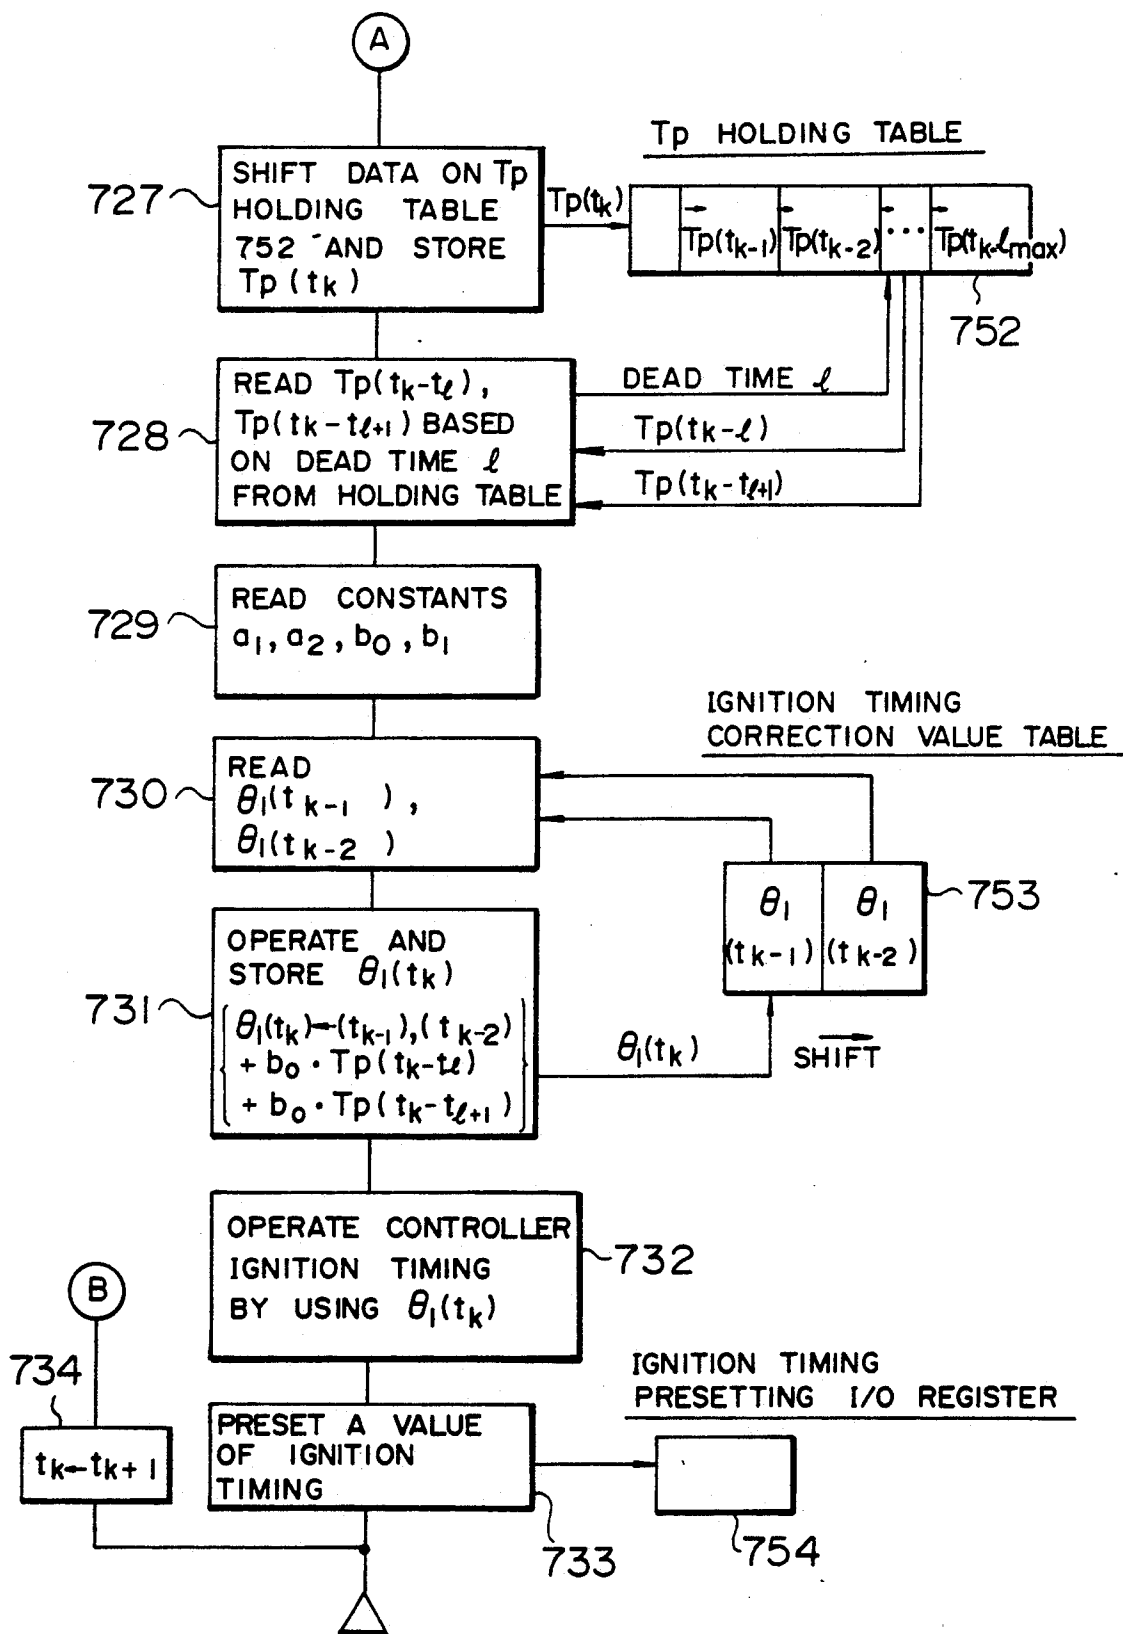 A
Tp HOLDING TABLE
727
SHIFT DATA ON Tp
HOLDING TABLE
752 AND STORE
Tp (tk)
Tp(tk)
Tp(tk-1)
Tp(tk-2)
...
Tp(tk-ℓmax)
752
728
READ Tp(tk-tℓ),
Tp(tk-tℓ+1) BASED
ON DEAD TIME ℓ
FROM HOLDING TABLE
DEAD TIME ℓ
Tp(tk-ℓ)
Tp(tk-tℓ+1)
729
READ CONSTANTS
a1, a2, b0, b1
IGNITION TIMING
CORRECTION VALUE TABLE
730
READ
θ1(tk-1 ) ,
θ1(tk-2 )
θ1
(tk-1)
θ1
(tk-2)
753
731
OPERATE AND
STORE θ1(tk)
θ1(tk)←(tk-1),(tk-2)
+ b0 • Tp(tk-tℓ)
+ b0 • Tp(tk-tℓ+1)
θ1(tk)
SHIFT
OPERATE CONTROLLER
IGNITION TIMING
BY USING θ1(tk)
732
B
734
tk←tk+1
IGNITION TIMING
PRESETTING I/O REGISTER
PRESET A VALUE
OF IGNITION
TIMING
733
754